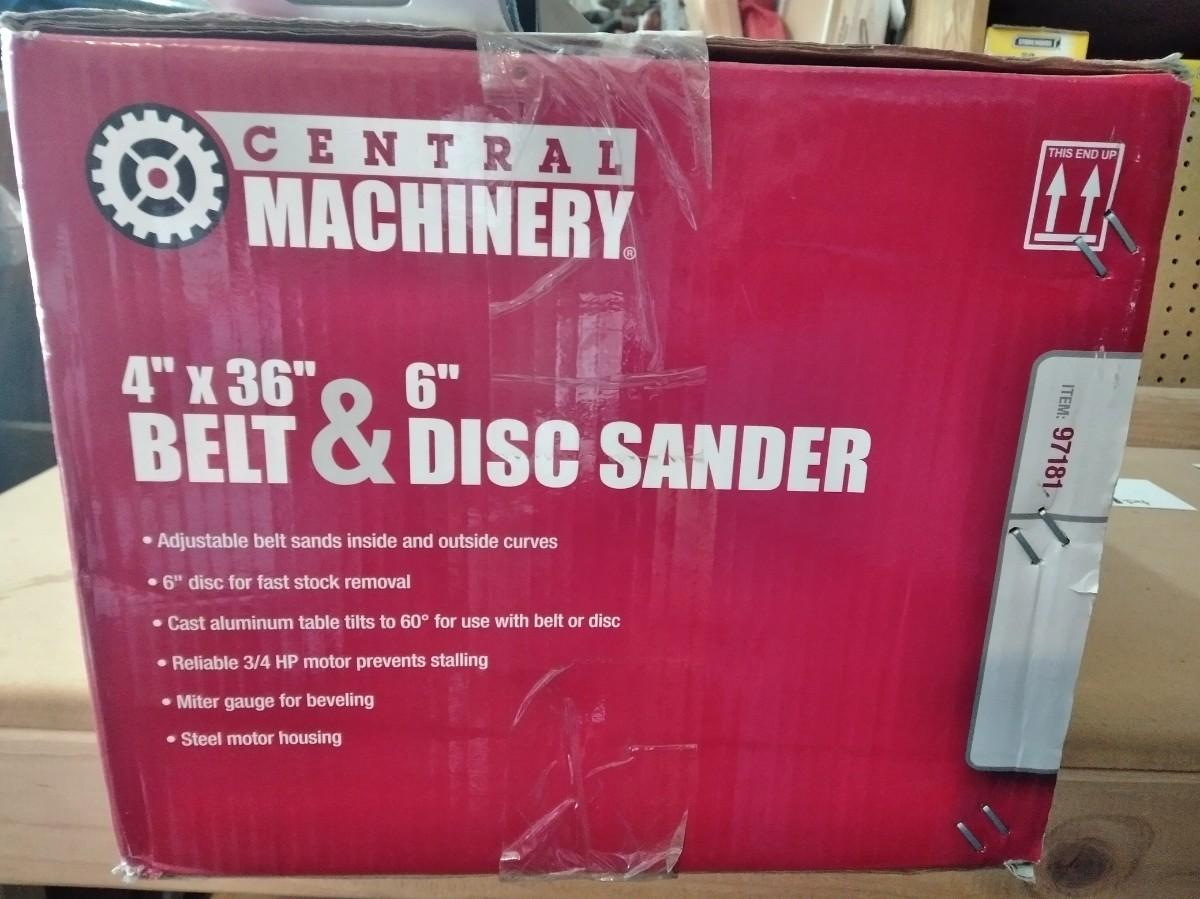 CENTRAL
MACHINERY®
THIS END UP
4" x 36" 6"
BELT & DISC SANDER
ITEM: 97181
• Adjustable belt sands inside and outside curves
• 6" disc for fast stock removal
• Cast aluminum table tilts to 60° for use with belt or disc
• Reliable 3/4 HP motor prevents stalling
• Miter gauge for beveling
• Steel motor housing